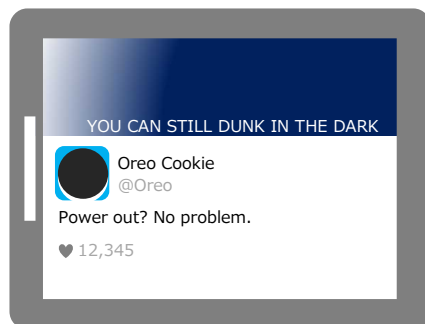 YOU CAN STILL DUNK IN THE DARK
Oreo Cookie
@Oreo
Power out? No problem.
12,345